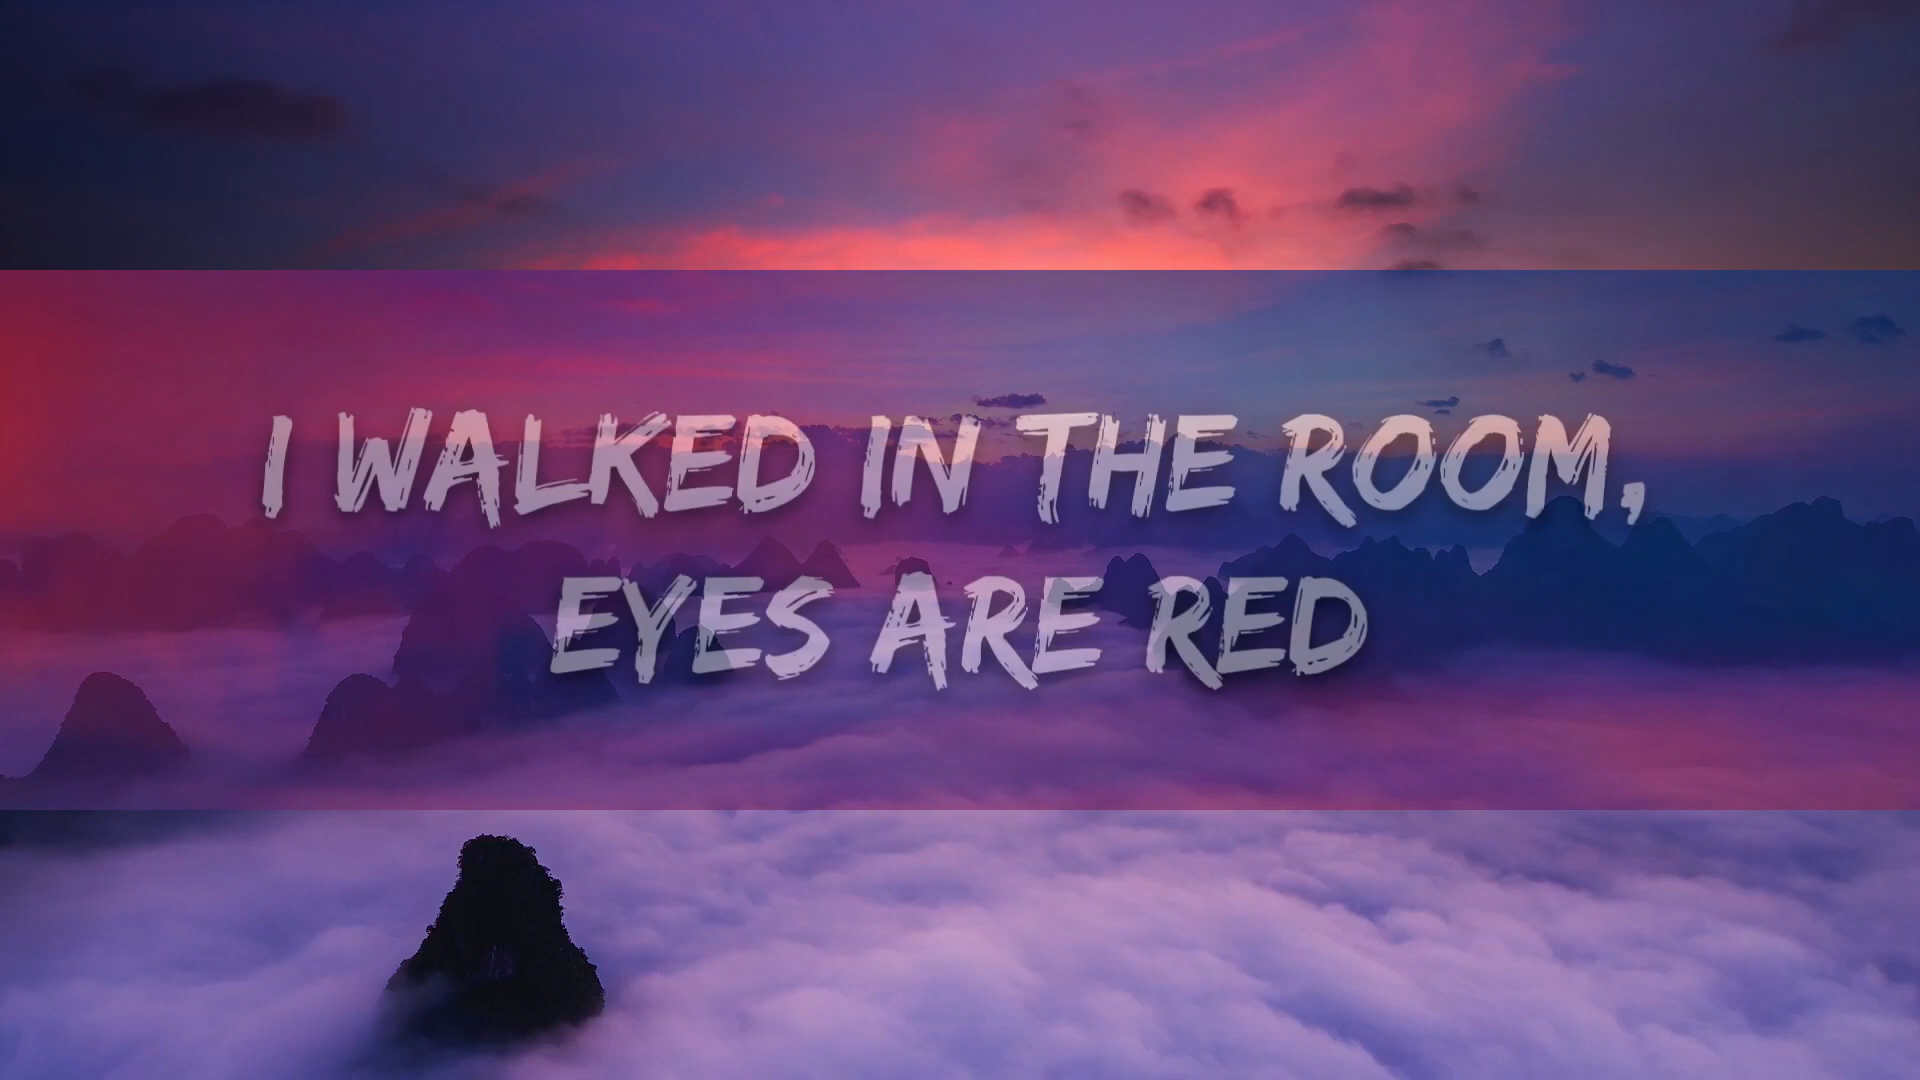 I WALKED IN THE ROOM,
EYES ARE RED